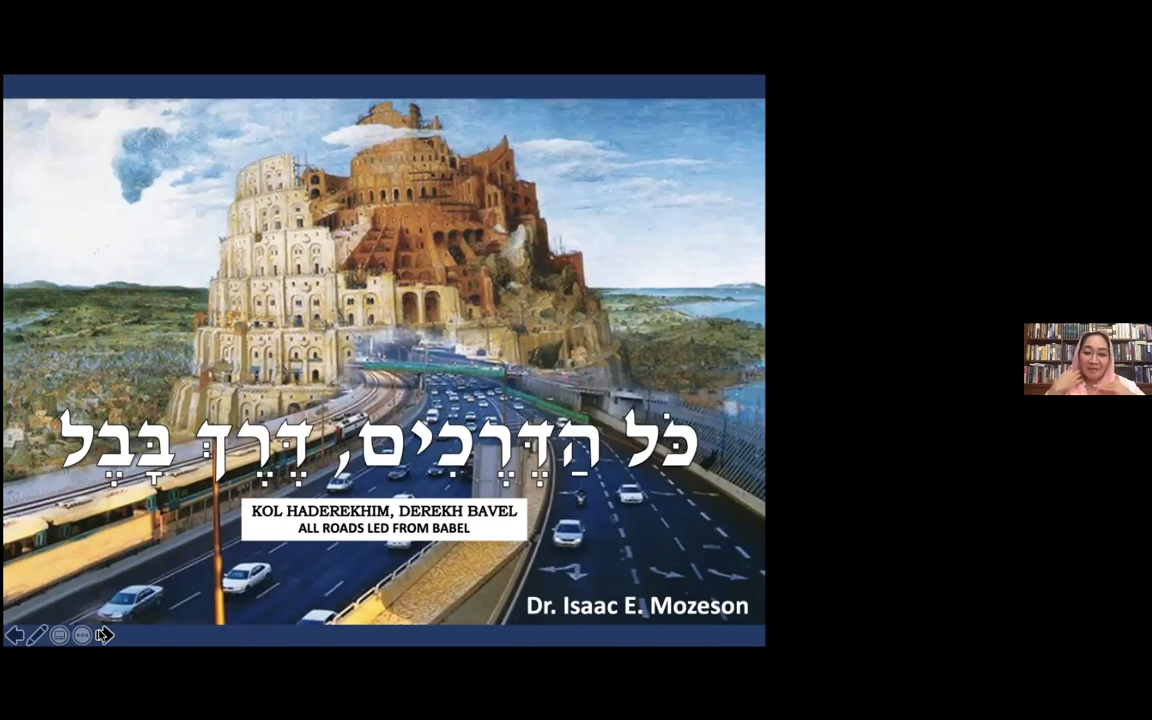 כֹּל הַדֶּרֶכִים, דֶּרֶךְ בָּבֶל
KOL HADEREKHIM, DEREKH BAVEL
ALL ROADS LED FROM BABEL
Dr. Isaac E. Mozeson